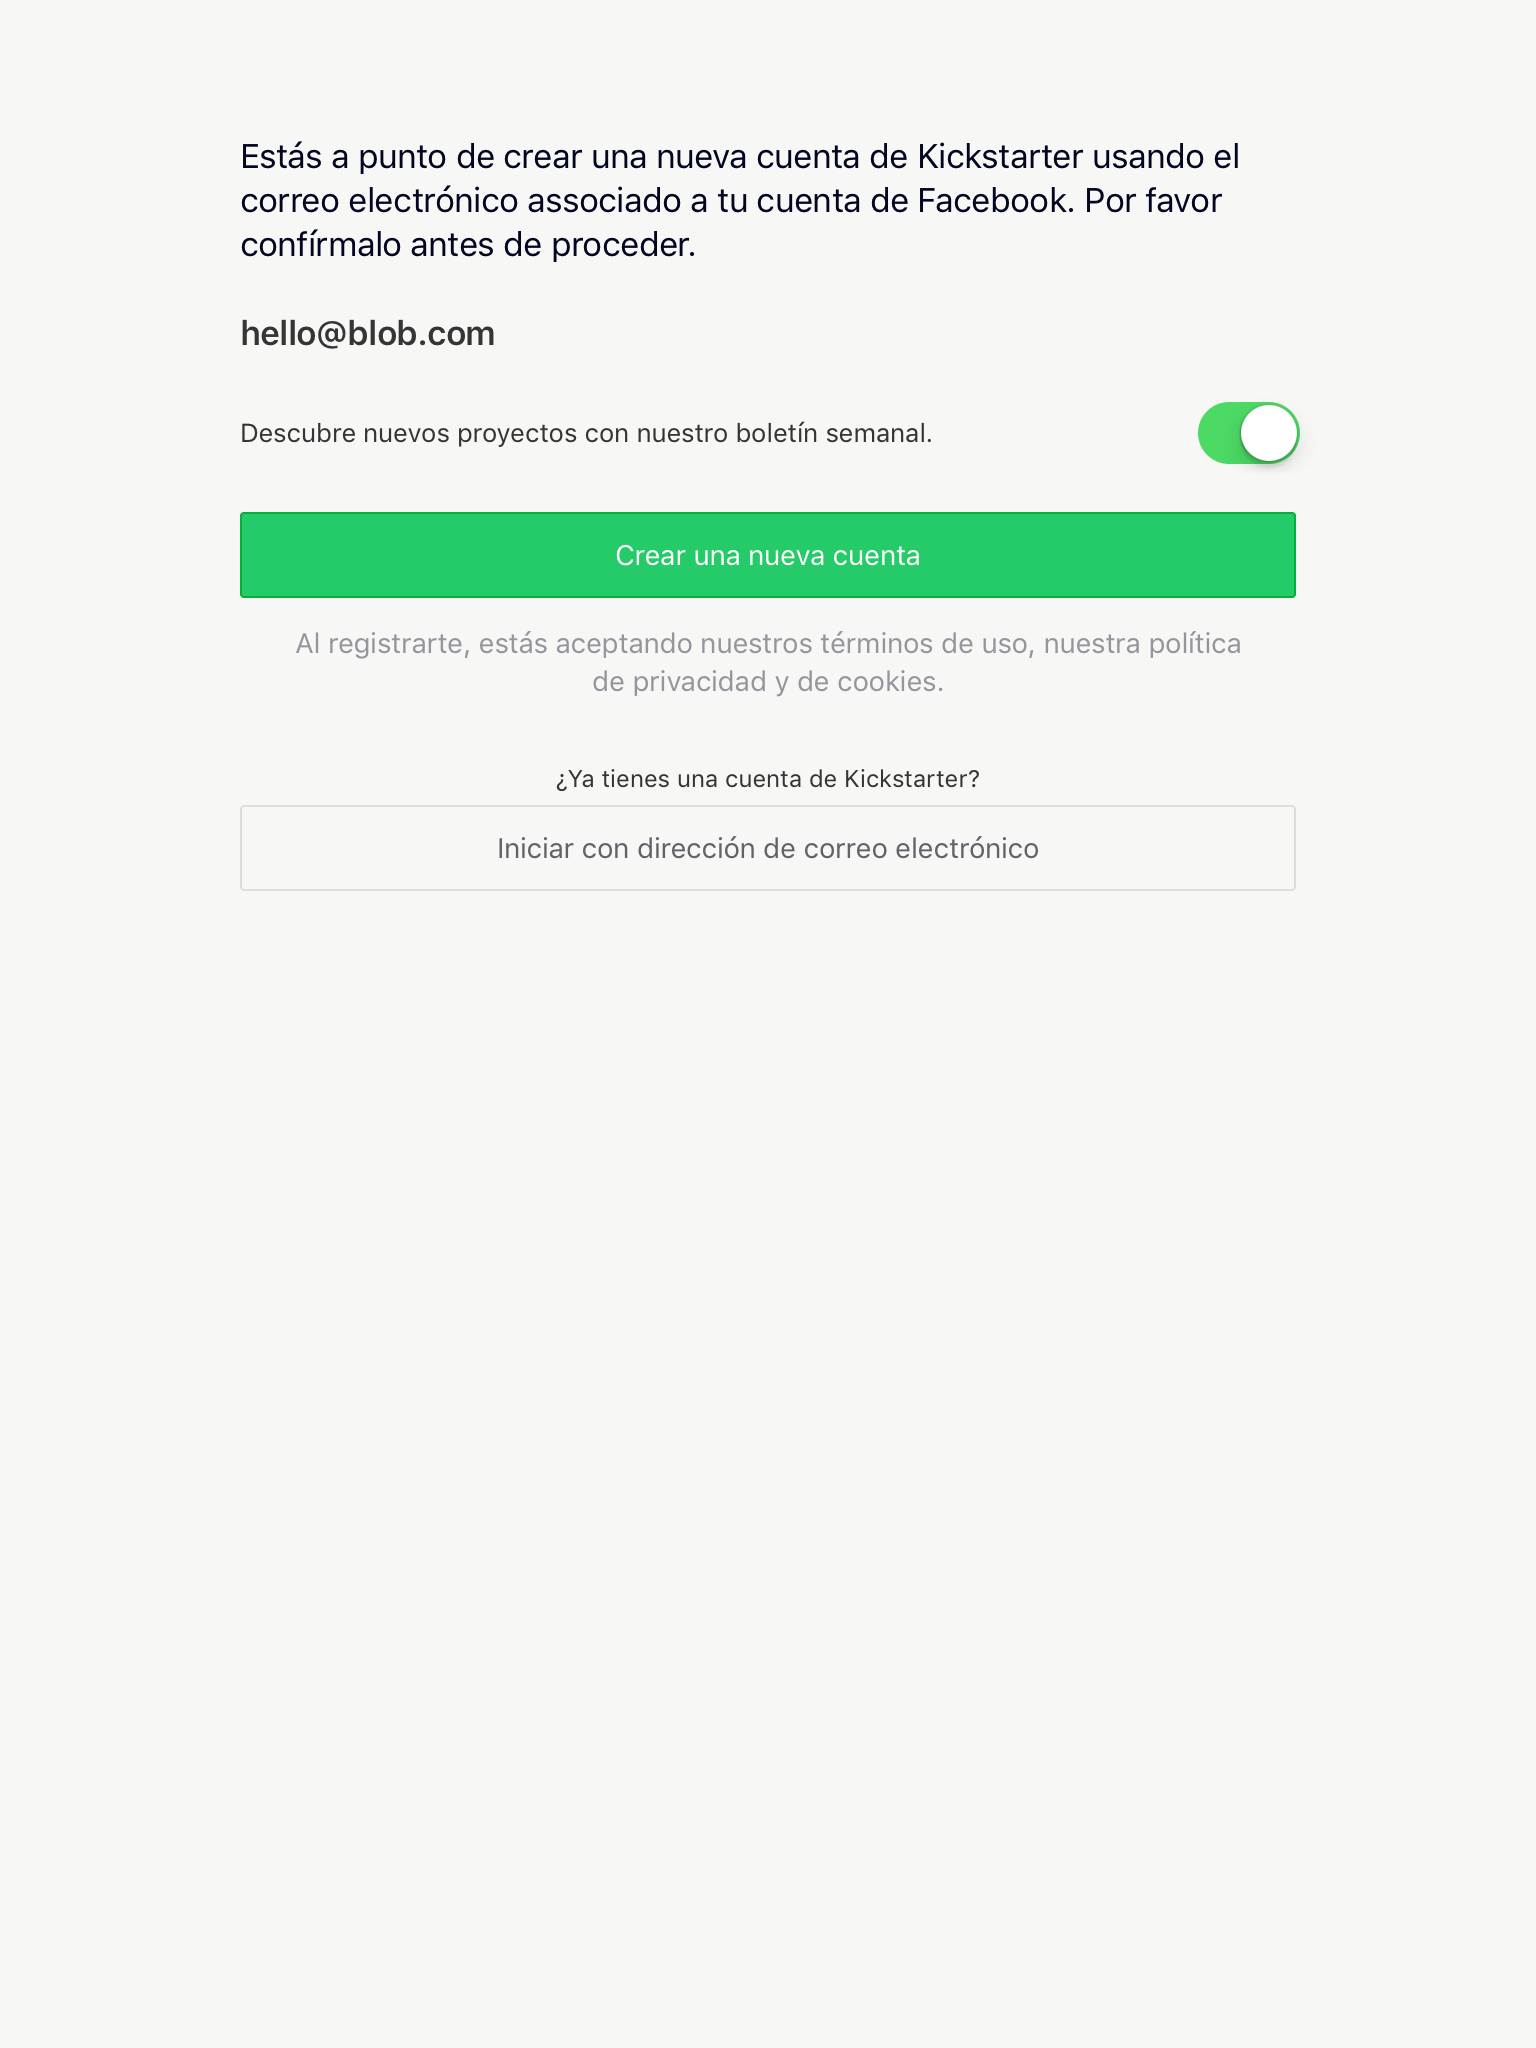 Estás a punto de crear una nueva cuenta de Kickstarter usando el
correo electrónico associado a tu cuenta de Facebook. Por favor
confírmalo antes de proceder.
hello@blob.com
Descubre nuevos proyectos con nuestro boletín semanal.
Crear una nueva cuenta
Al registrarte, estás aceptando nuestros términos de uso, nuestra política
de privacidad y de cookies.
¿Ya tienes una cuenta de Kickstarter?
Iniciar con dirección de correo electrónico